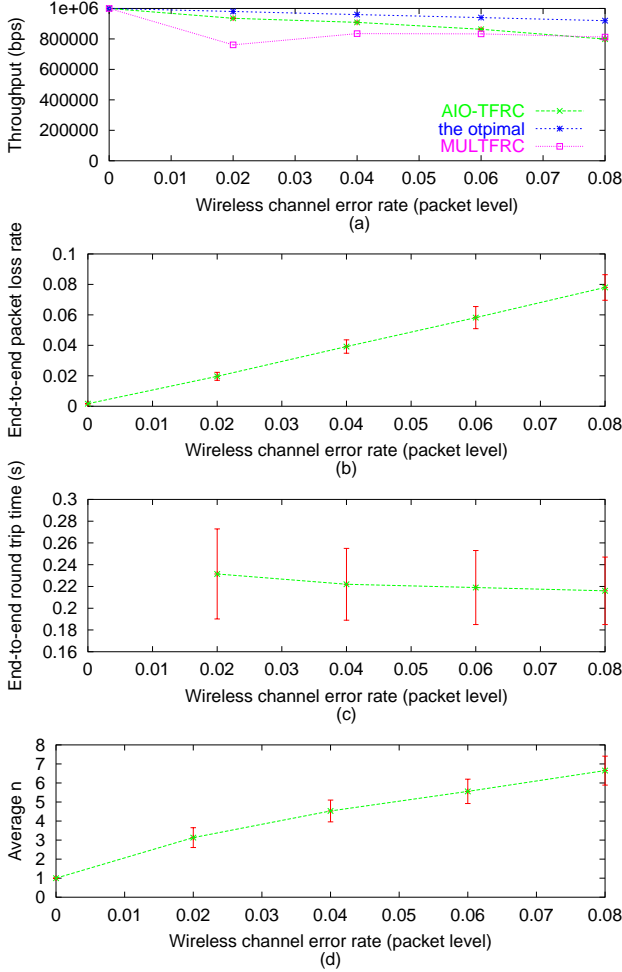 Throughput (bps)
1e+06
800000
600000
400000
200000
0
AIO-TFRC
the otpimal
MULTFRC
0 0.01 0.02 0.03 0.04 0.05 0.06 0.07 0.08
Wireless channel error rate (packet level)
(a)
End-to-end packet loss rate
0.1
0.08
0.06
0.04
0.02
0
0 0.01 0.02 0.03 0.04 0.05 0.06 0.07 0.08
Wireless channel error rate (packet level)
(b)
End-to-end round trip time (s)
0.3
0.28
0.26
0.24
0.22
0.2
0.18
0.16
0 0.01 0.02 0.03 0.04 0.05 0.06 0.07 0.08
Wireless channel error rate (packet level)
(c)
Average n
8
7
6
5
4
3
2
1
0
0 0.01 0.02 0.03 0.04 0.05 0.06 0.07 0.08
Wireless channel error rate (packet level)
(d)